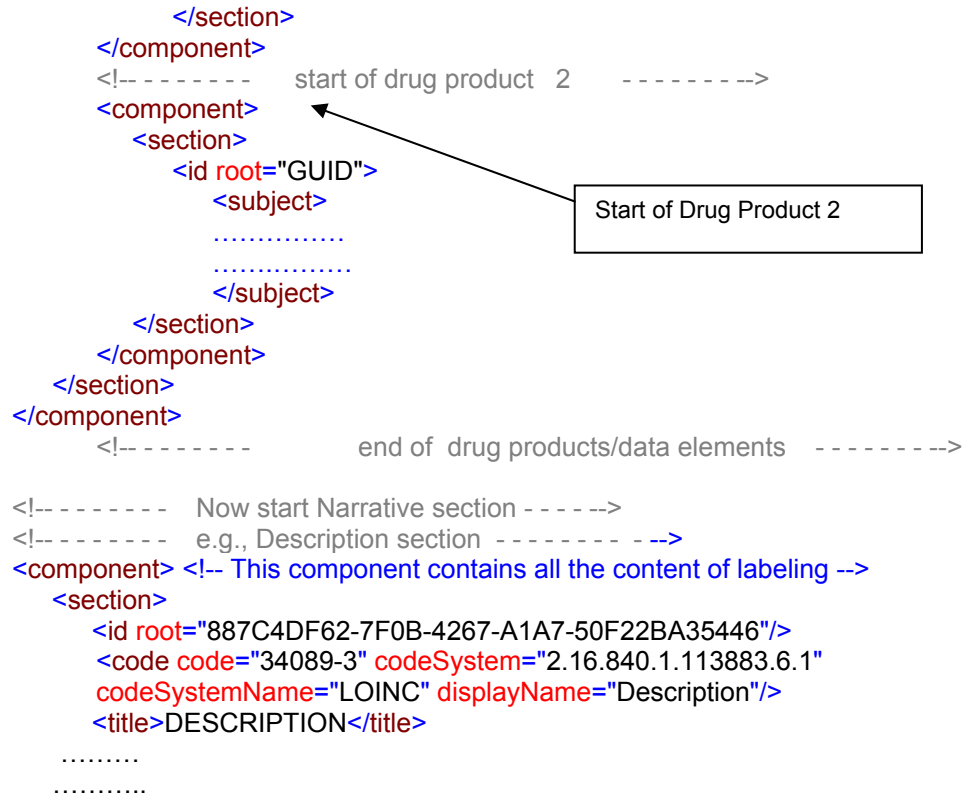 </section>
</component>
<!-- - - - - - - - start of drug product 2 - - - - - - - -->
<component>
<section>
<id root="GUID">
<subject>
Start of Drug Product 2
……………
…….………
</subject>
</section>
</component>
</section>
</component>
<!-- - - - - - - - end of drug products/data elements - - - - - - - -->
<!-- - - - - - - - Now start Narrative section - - - - -->
<!-- - - - - - - - e.g., Description section - - - - - - - - - -->
<component> <!-- This component contains all the content of labeling -->
<section>
<id root="887C4DF62-7F0B-4267-A1A7-50F22BA35446"/>
<code code="34089-3" codeSystem="2.16.840.1.113883.6.1"
codeSystemName="LOINC" displayName="Description"/>
<title>DESCRIPTION</title>
………
………..